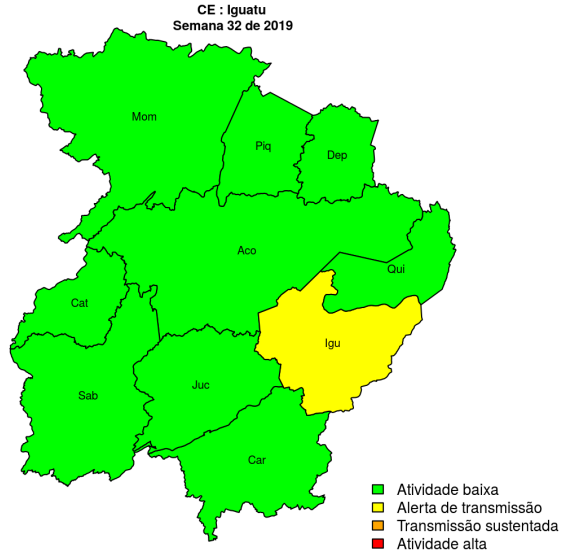 CE : Iguatu
Semana 32 de 2019
Mom
Piq
Dep
Aco
Qui
Cat
Igu
Juc
Sab
Car
Atividade baixa
Alerta de transmissão
Transmissão sustentada
Atividade alta